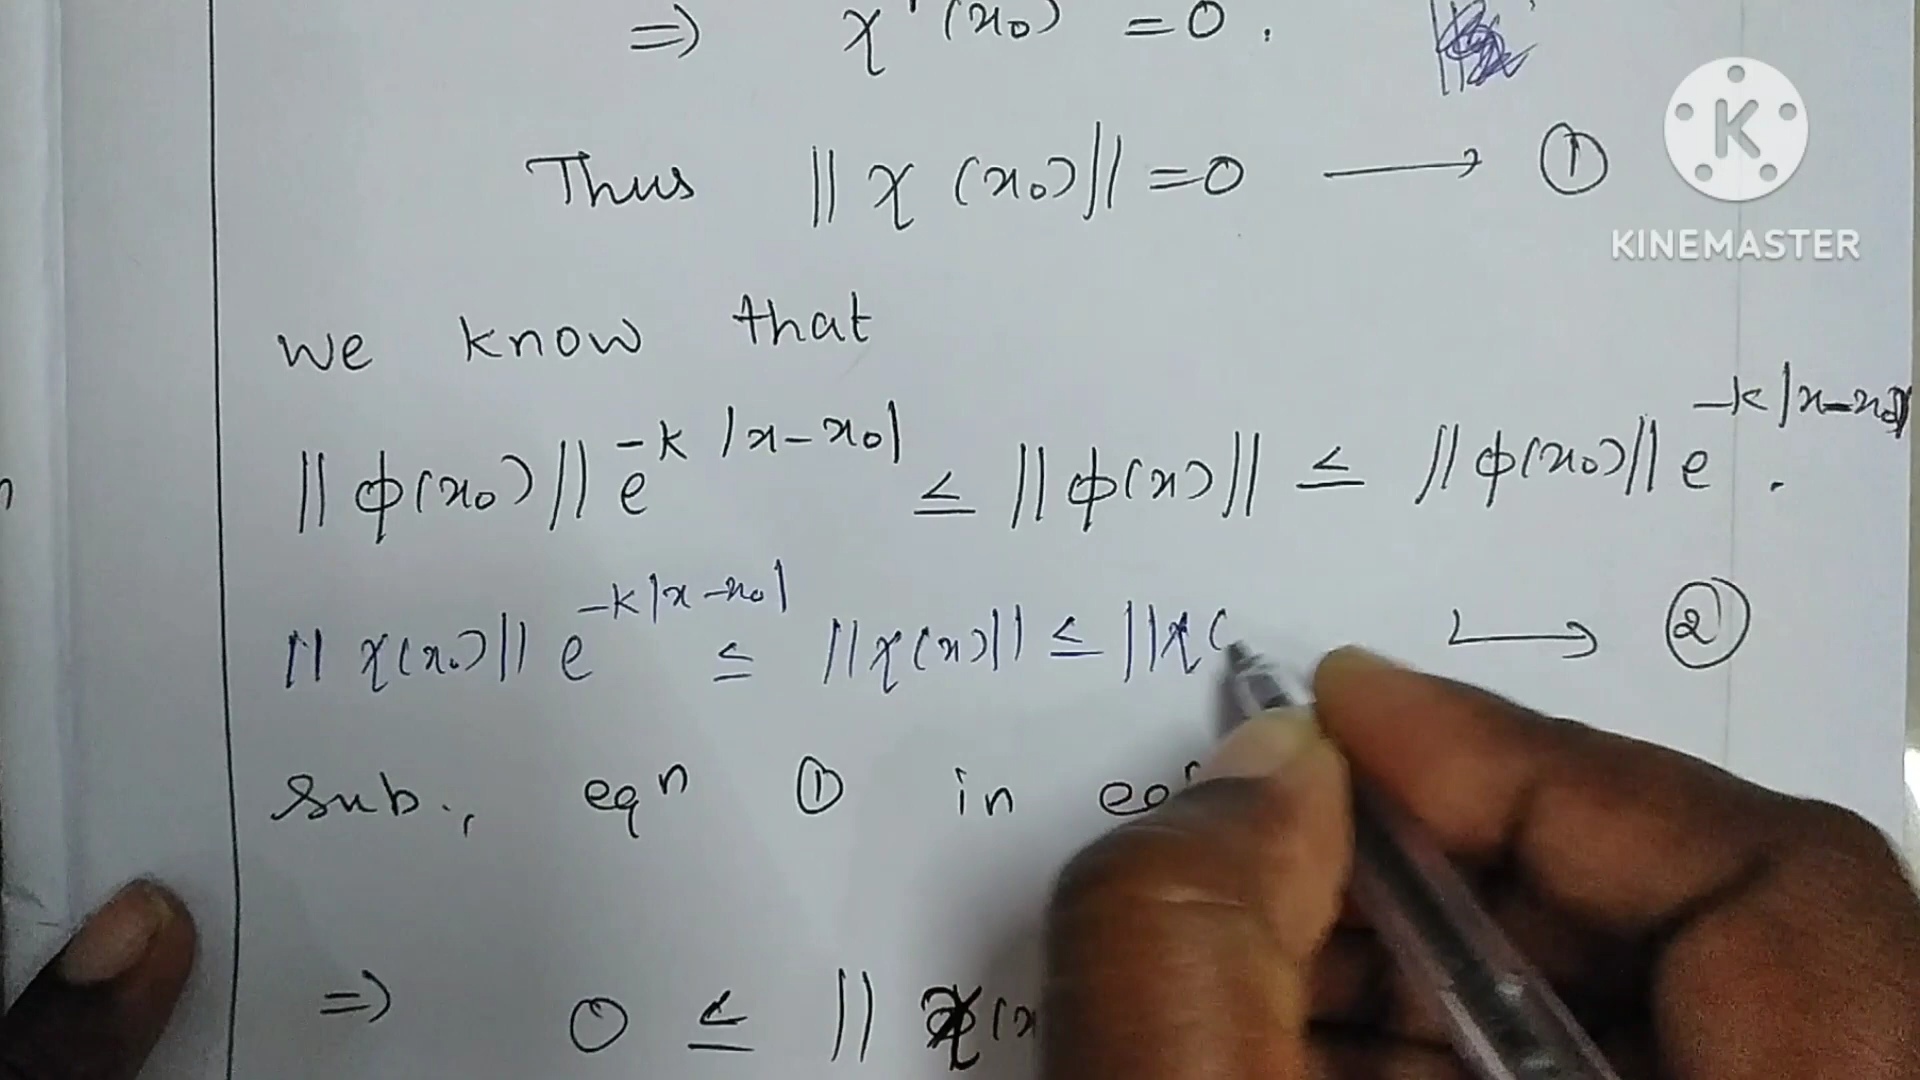 => χ'(x₀) = 0.
Thus ||χ(x₀)|| = 0 → ①
KINEMASTER
we know that
||φ(x₀)|| e^{-k|x-x₀|} ≤ ||φ(x)|| ≤ ||φ(x₀)|| e^{-k|x-x₀|}.
||χ(x₀)|| e^{-k|x-x₀|} ≤ ||χ(x)|| ≤ ||χ( → ②
sub., eqn ① in
=> 0 ≤ || χ(x